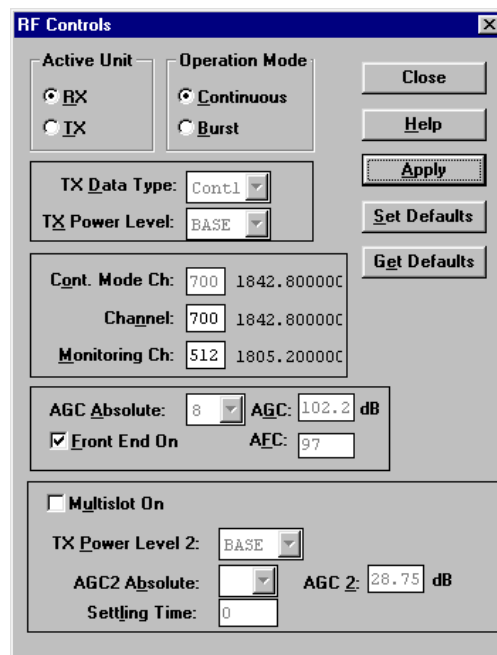 RF Controls
Active Unit
RX
TX
Operation Mode
Continuous
Burst
Close
Help
Apply
Set Defaults
Get Defaults
TX Data Type: Cont1
TX Power Level: BASE
Cont. Mode Ch: 700 1842.80000C
Channel: 700 1842.80000C
Monitoring Ch: 512 1805.20000C
AGC Absolute: 8 AGC: 102.2 dB
Front End On AFC: 97
Multislot On
TX Power Level 2: BASE
AGC2 Absolute: AGC 2: 28.75 dB
Settling Time: 0